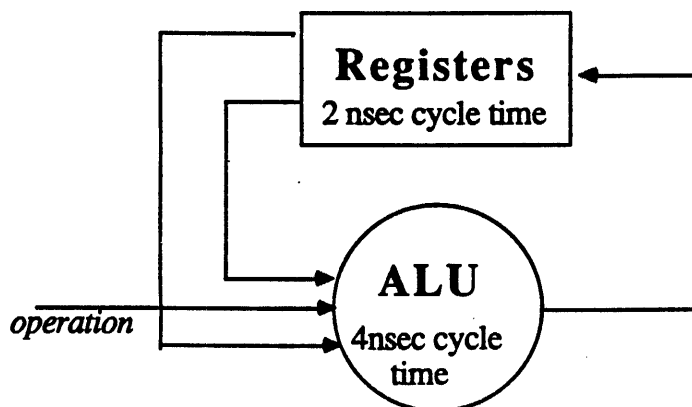 Registers
2 nsec cycle time
ALU
operation
4nsec cycle
time